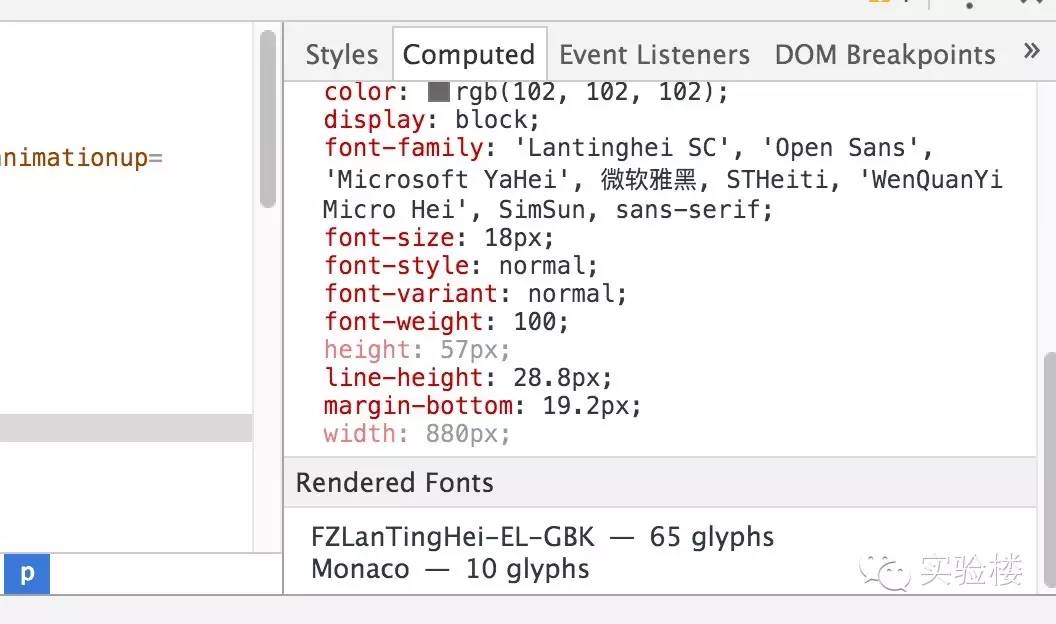 Styles Computed Event Listeners DOM Breakpoints »
color: rgb(102, 102, 102);
display: block;
font-family: 'Lantinghei SC', 'Open Sans',
'Microsoft YaHei', 微软雅黑, STHeiti, 'WenQuanYi
Micro Hei', SimSun, sans-serif;
font-size: 18px;
font-style: normal;
font-variant: normal;
font-weight: 100;
height: 57px;
line-height: 28.8px;
margin-bottom: 19.2px;
width: 880px;
Rendered Fonts
FZLanTingHei-EL-GBK — 65 glyphs
Monaco — 10 glyphs
nimationup=
p
实验楼